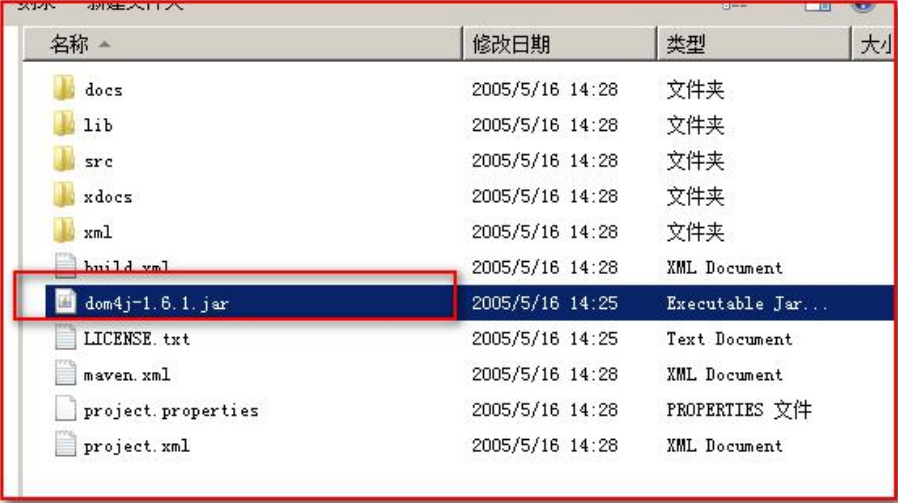 刻录 新建文件夹
名称 修改日期 类型 大小
docs 2005/5/16 14:28 文件夹
lib 2005/5/16 14:28 文件夹
src 2005/5/16 14:28 文件夹
xdocs 2005/5/16 14:28 文件夹
xml 2005/5/16 14:28 文件夹
build.xml 2005/5/16 14:28 XML Document
dom4j-1.6.1.jar 2005/5/16 14:25 Executable Jar...
LICENSE.txt 2005/5/16 14:25 Text Document
maven.xml 2005/5/16 14:28 XML Document
project.properties 2005/5/16 14:28 PROPERTIES 文件
project.xml 2005/5/16 14:28 XML Document